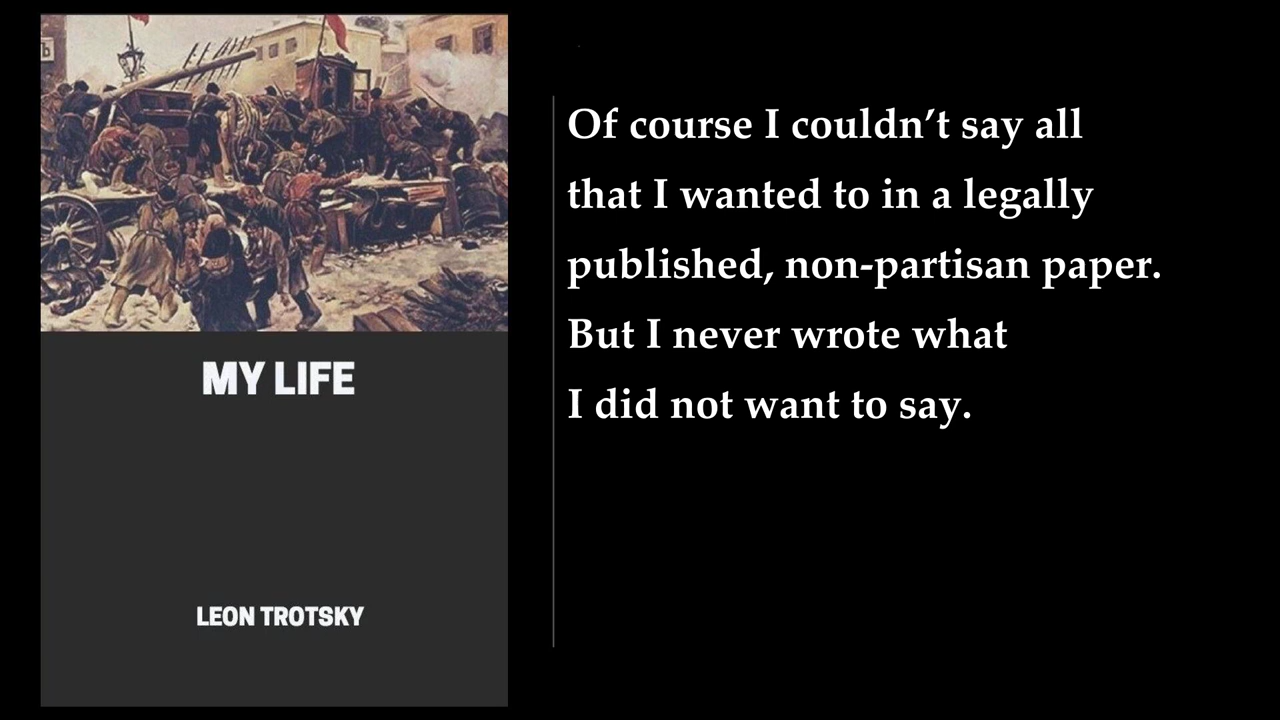 MY LIFE
LEON TROTSKY
Of course I couldn’t say all
that I wanted to in a legally
published, non-partisan paper.
But I never wrote what
I did not want to say.